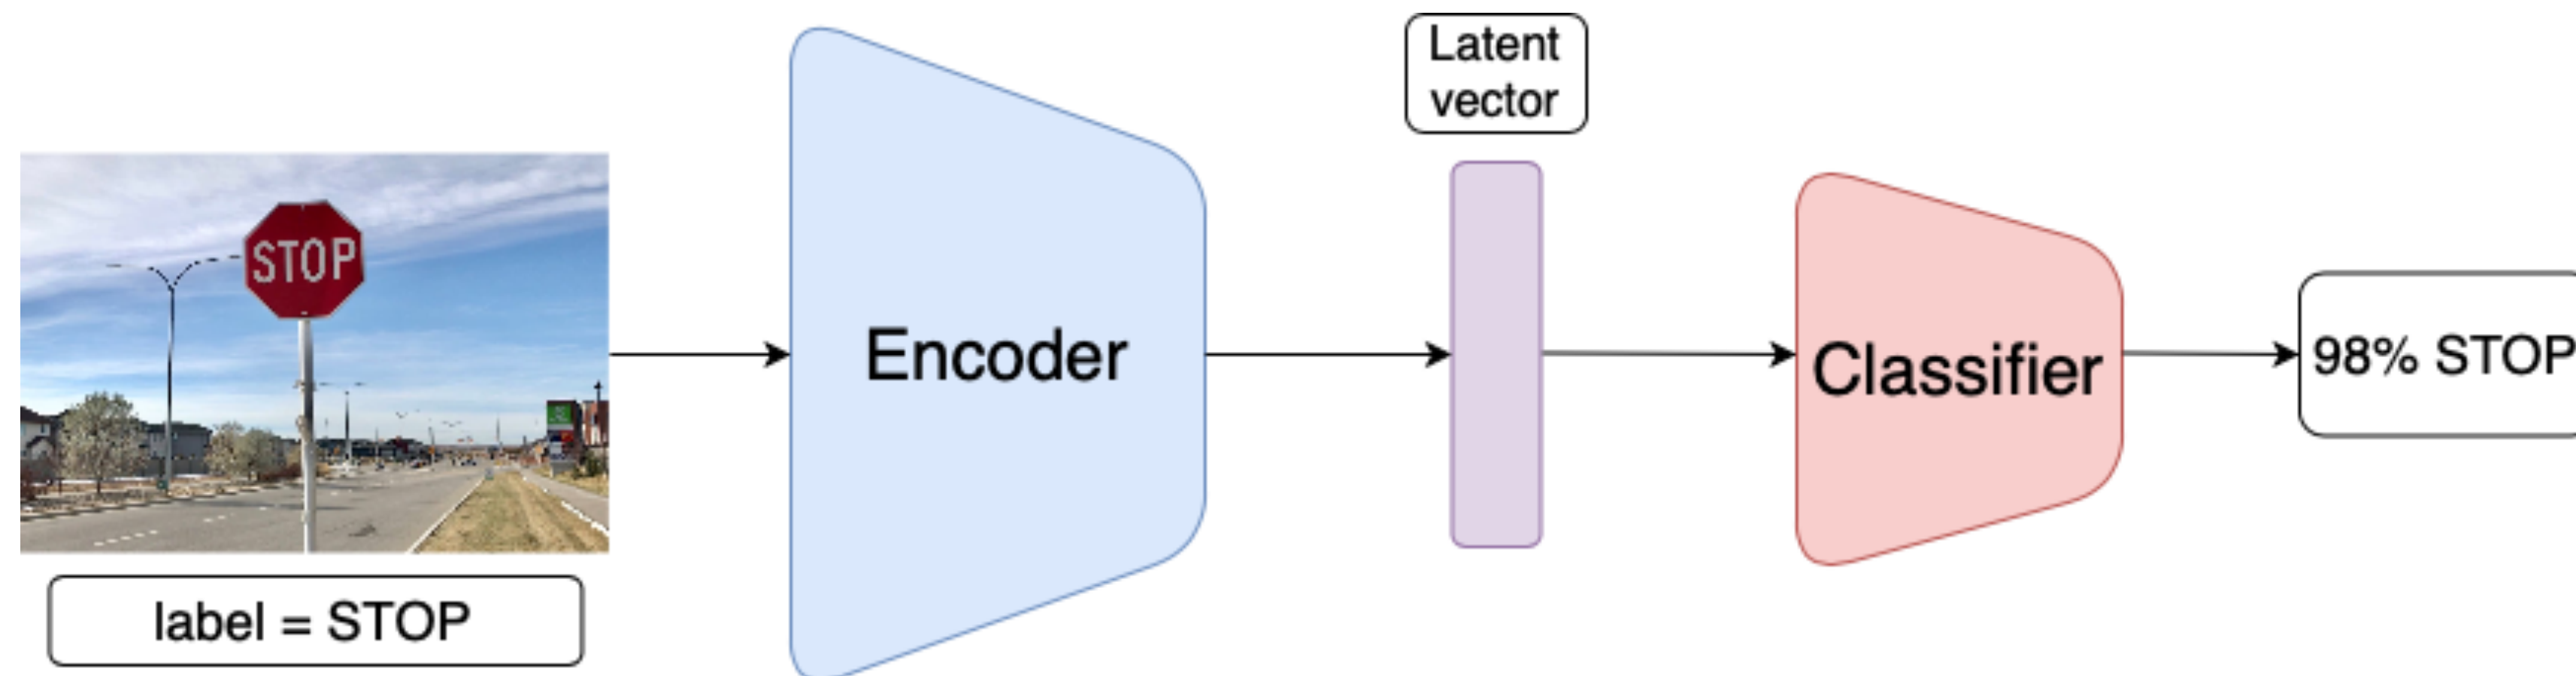 STOP
label = STOP
Encoder
Latent
vector
Classifier
98% STOP